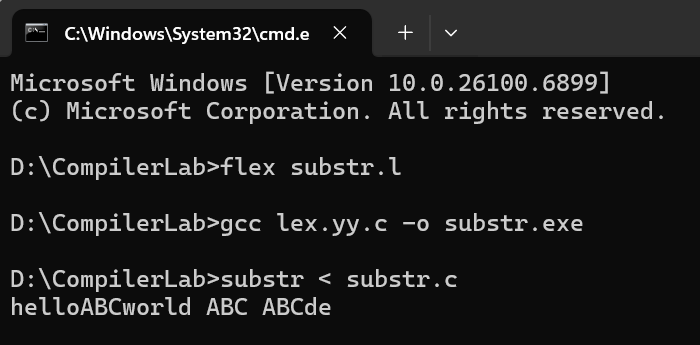 C:\Windows\System32\cmd.e
Microsoft Windows [Version 10.0.26100.6899]
(c) Microsoft Corporation. All rights reserved.
D:\CompilerLab>flex substr.l
D:\CompilerLab>gcc lex.yy.c -o substr.exe
D:\CompilerLab>substr < substr.c
helloABCworld ABC ABCde